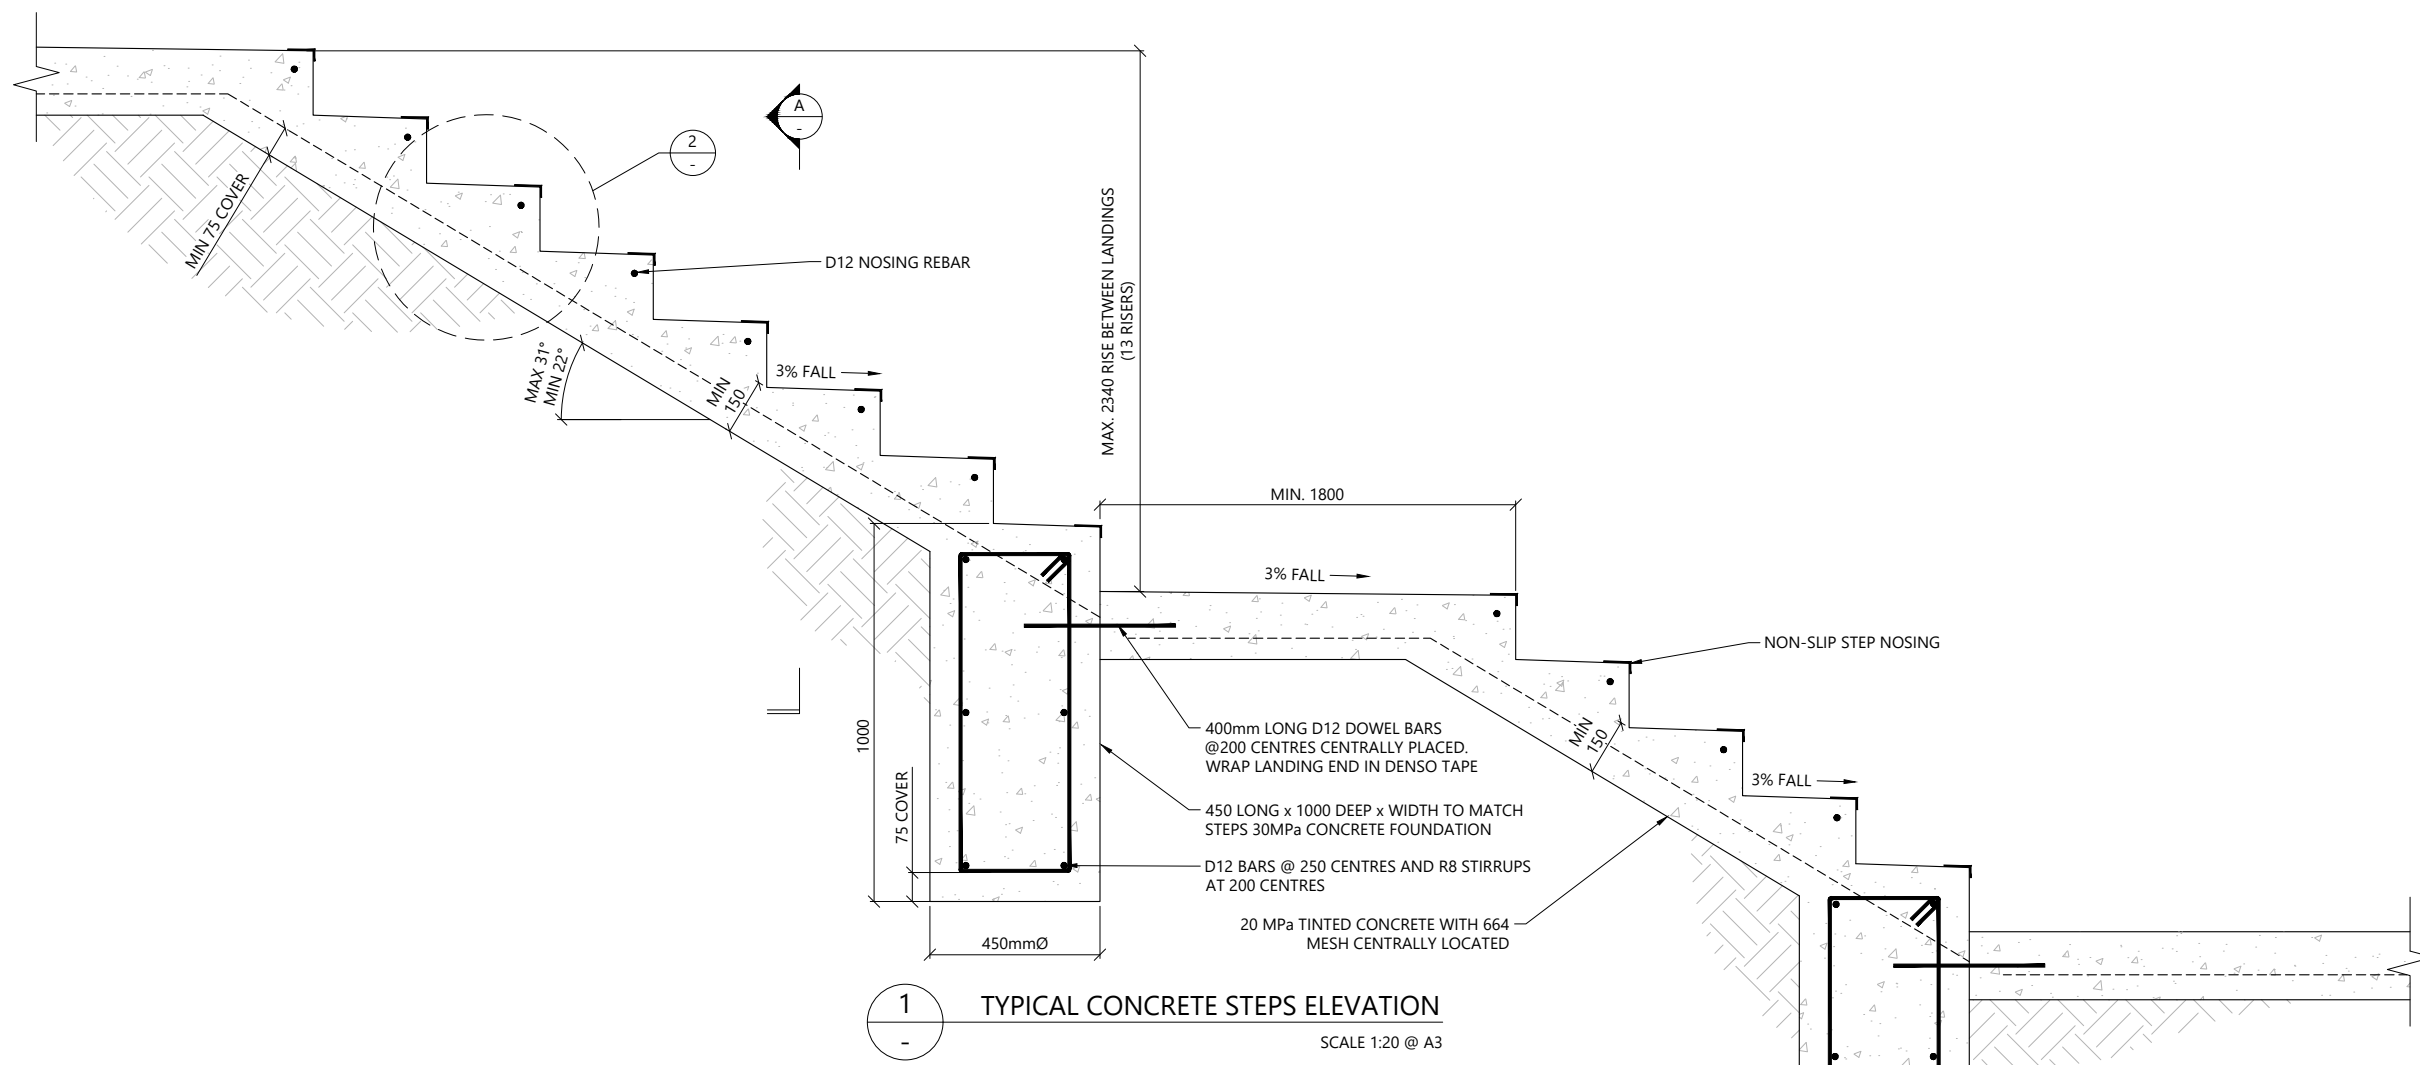 A
-
2
-
MIN 75 COVER
D12 NOSING REBAR
MAX. 2340 RISE BETWEEN LANDINGS
(13 RISERS)
MAX 31°
MIN 22°
3% FALL
MIN
150
MIN. 1800
3% FALL
NON-SLIP STEP NOSING
1000
75 COVER
400mm LONG D12 DOWEL BARS
@200 CENTRES CENTRALLY PLACED.
WRAP LANDING END IN DENSO TAPE
MIN
150
3% FALL
450 LONG x 1000 DEEP x WIDTH TO MATCH
STEPS 30MPa CONCRETE FOUNDATION
D12 BARS @ 250 CENTRES AND R8 STIRRUPS
AT 200 CENTRES
20 MPa TINTED CONCRETE WITH 664
MESH CENTRALLY LOCATED
450mmØ
1
-
TYPICAL CONCRETE STEPS ELEVATION
SCALE 1:20 @ A3